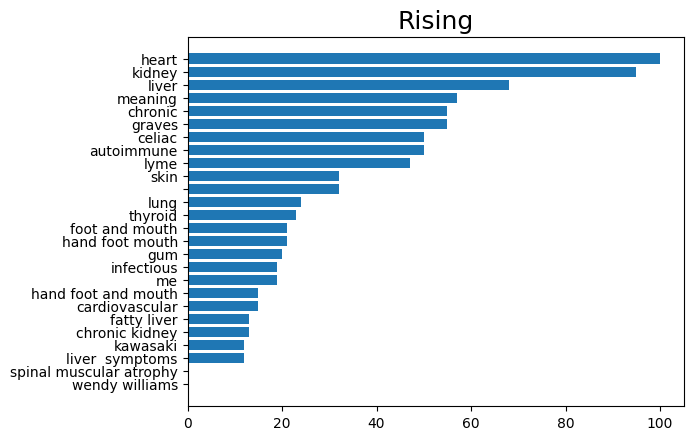 Rising
heart
kidney
liver
meaning
chronic
graves
celiac
autoimmune
lyme
skin
lung
thyroid
foot and mouth
hand foot mouth
gum
infectious
me
hand foot and mouth
cardiovascular
fatty liver
chronic kidney
kawasaki
liver  symptoms
spinal muscular atrophy
wendy williams
0 20 40 60 80 100